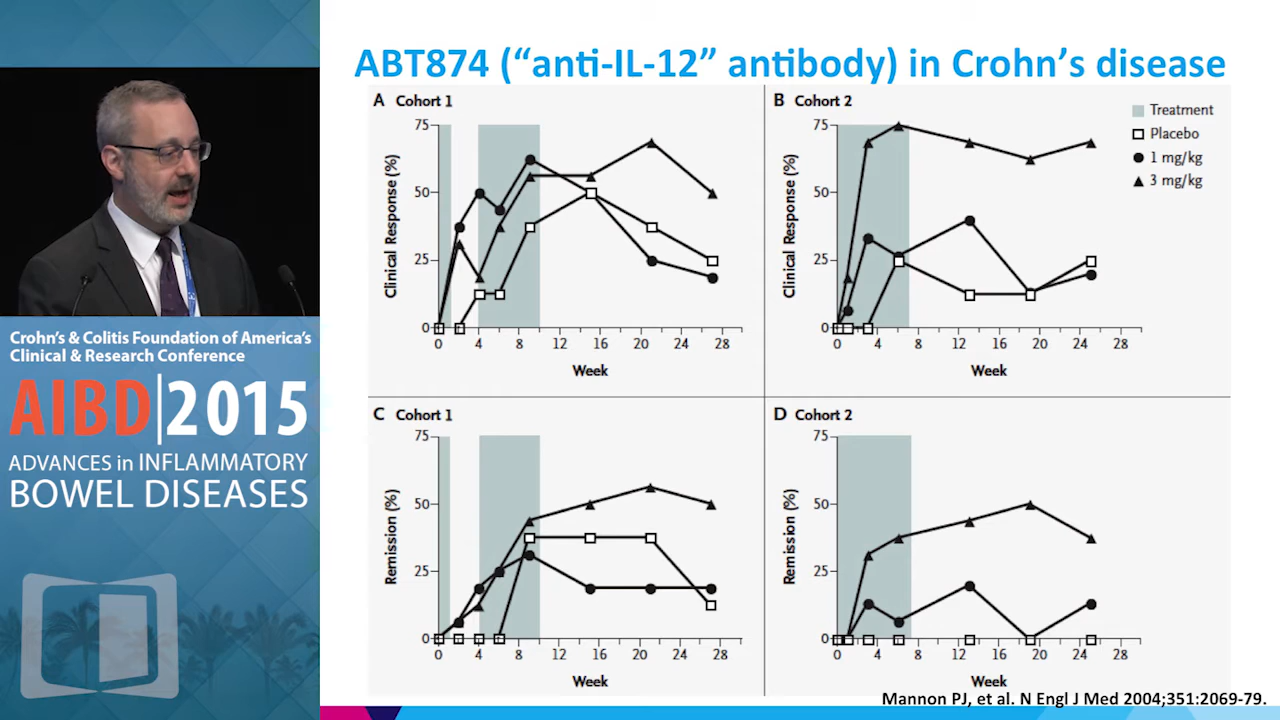 ABT874 (“anti-IL-12” antibody) in Crohn’s disease
A Cohort 1
75
50
25
0
Clinical Response (%)
0 4 8 12 16 20 24 28
Week
B Cohort 2
75
50
25
0
Clinical Response (%)
0 4 8 12 16 20 24 28
Week
Treatment
Placebo
1 mg/kg
3 mg/kg
C Cohort 1
75
50
25
0
Remission (%)
0 4 8 12 16 20 24 28
Week
D Cohort 2
75
50
25
0
Remission (%)
0 4 8 12 16 20 24 28
Week
Mannon PJ, et al. N Engl J Med 2004;351:2069-79.
Crohn’s & Colitis Foundation of America’s
Clinical & Research Conference
AIBD|2015
ADVANCES in INFLAMMATORY
BOWEL DISEASES